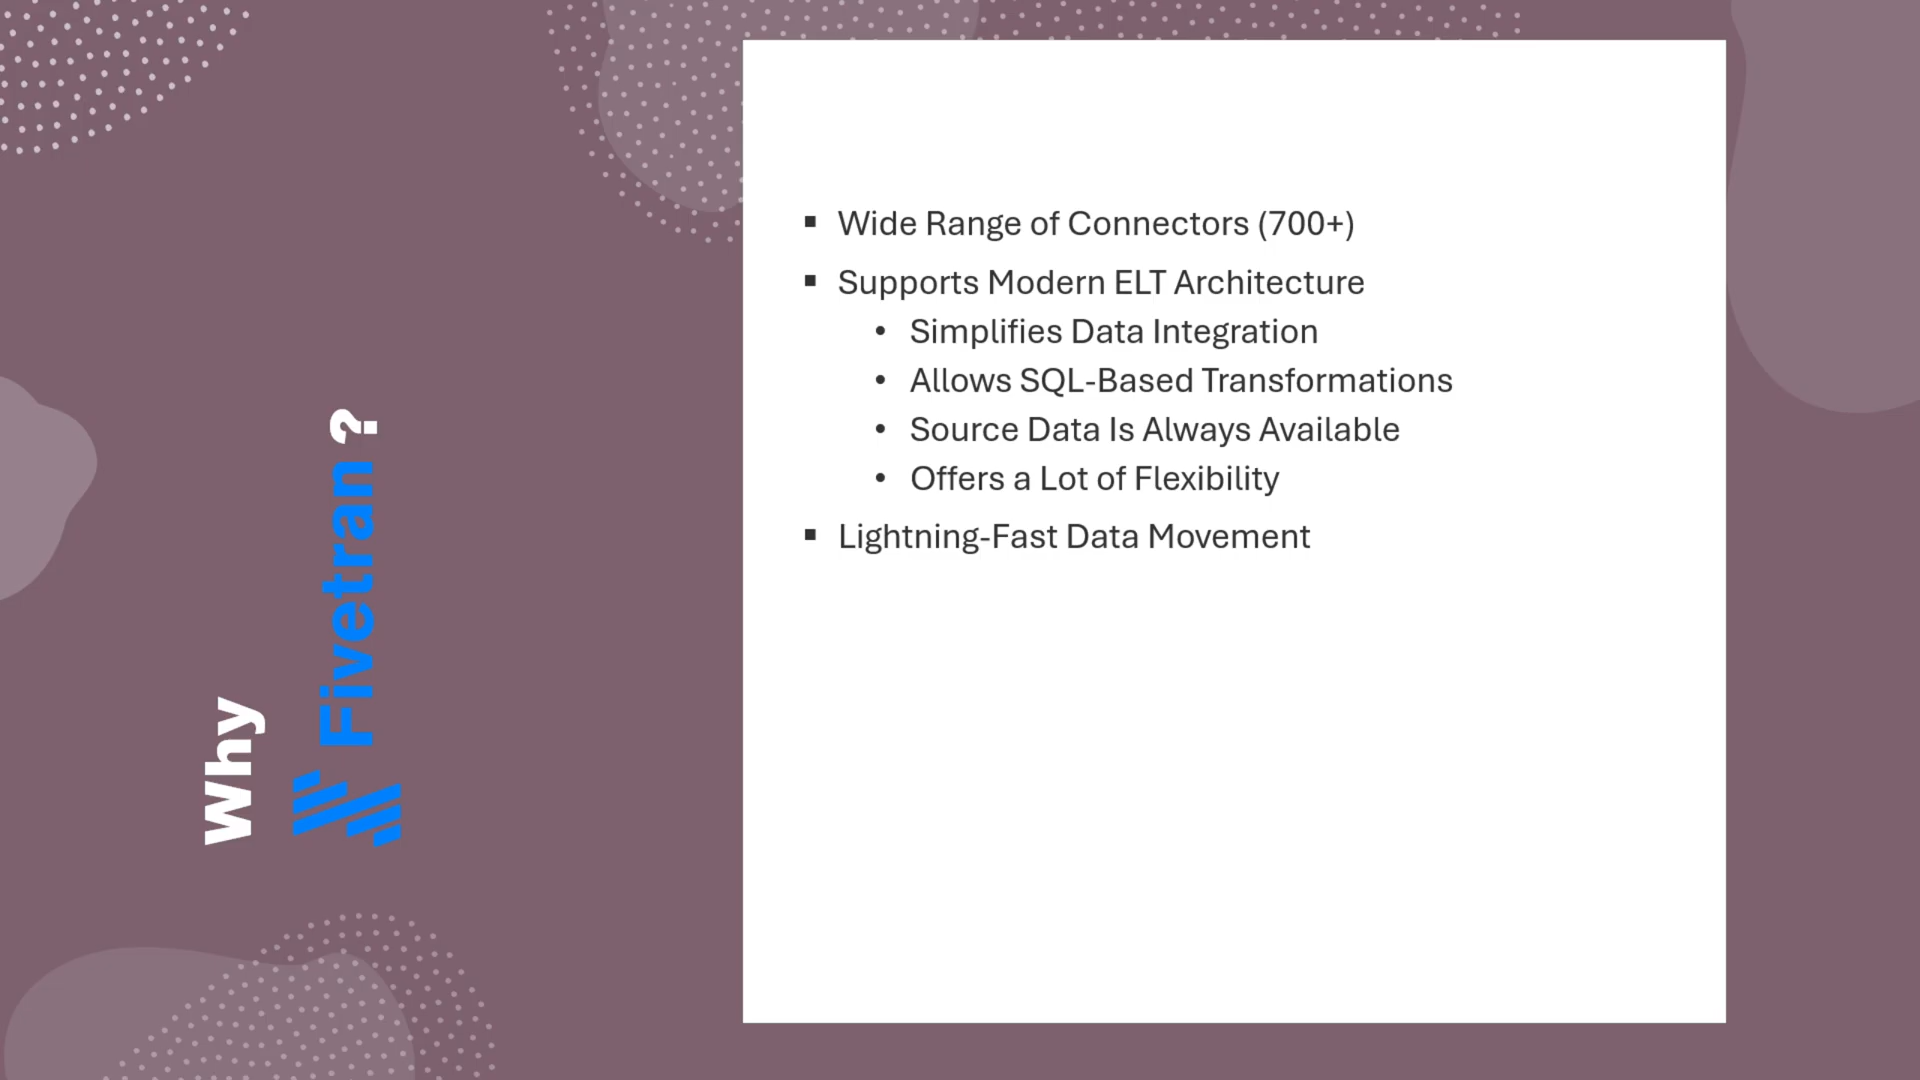 Why
Fivetran ?
Wide Range of Connectors (700+)
Supports Modern ELT Architecture
Simplifies Data Integration
Allows SQL-Based Transformations
Source Data Is Always Available
Offers a Lot of Flexibility
Lightning-Fast Data Movement